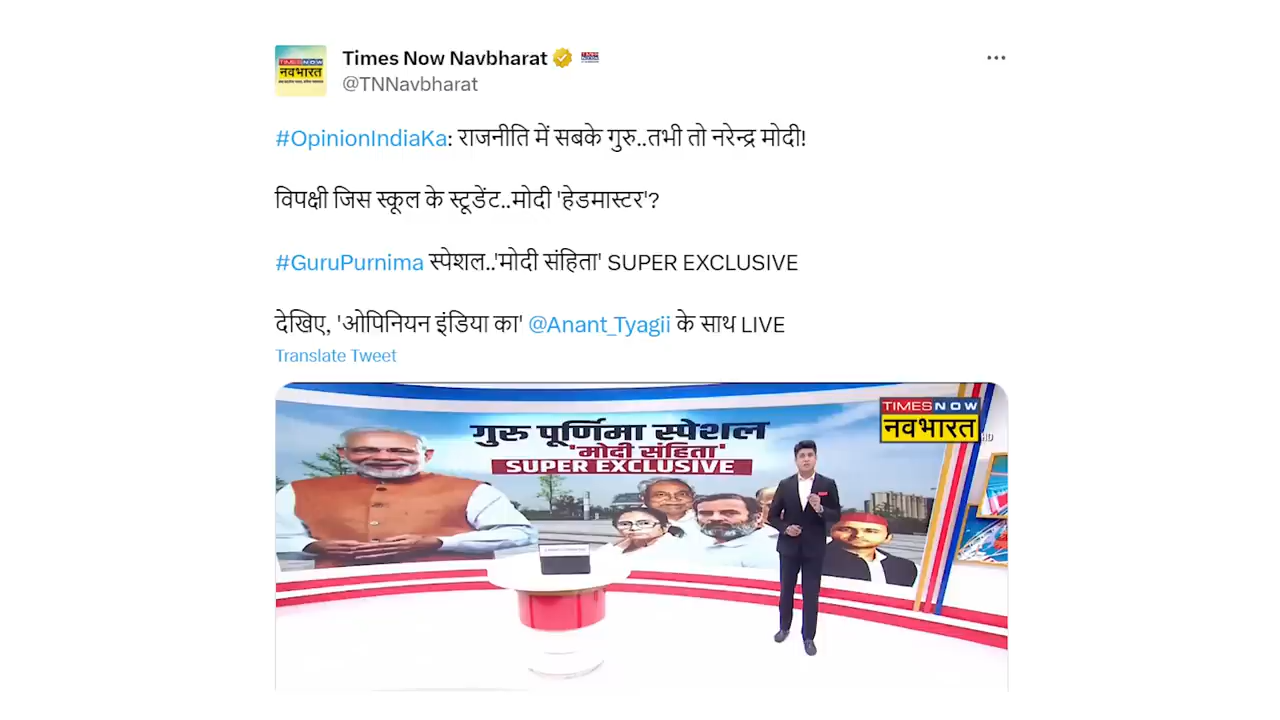 Times Now Navbharat
@TNNavbharat
#OpinionIndiaKa: राजनीति में सबके गुरु..तभी तो नरेन्द्र मोदी!
विपक्षी जिस स्कूल के स्टूडेंट..मोदी 'हेडमास्टर'?
#GuruPurnima स्पेशल..'मोदी संहिता' SUPER EXCLUSIVE
देखिए, 'ओपिनियन इंडिया का' @Anant_Tyagii के साथ LIVE
Translate Tweet
TIMES NOW
नवभारत
HD
गुरु पूर्णिमा स्पेशल
'मोदी संहिता'
SUPER EXCLUSIVE